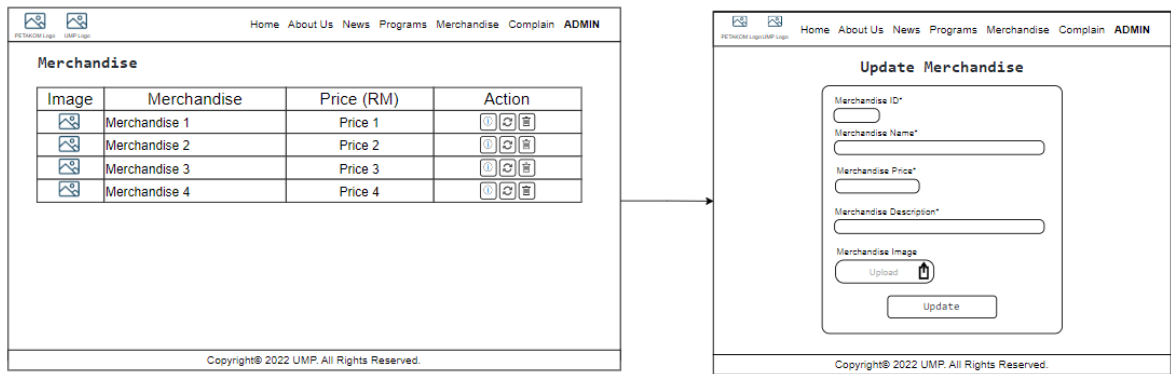 PETAKOM Logo UMP Logo Home About Us News Programs Merchandise Complain ADMIN
Merchandise
Image Merchandise Price (RM) Action
Merchandise 1 Price 1
Merchandise 2 Price 2
Merchandise 3 Price 3
Merchandise 4 Price 4
Copyright® 2022 UMP. All Rights Reserved.
PETAKOM Logo UMP Logo Home About Us News Programs Merchandise Complain ADMIN
Update Merchandise
Merchandise ID*
Merchandise Name*
Merchandise Price*
Merchandise Description*
Merchandise Image
Upload
Update
Copyright® 2022 UMP. All Rights Reserved.